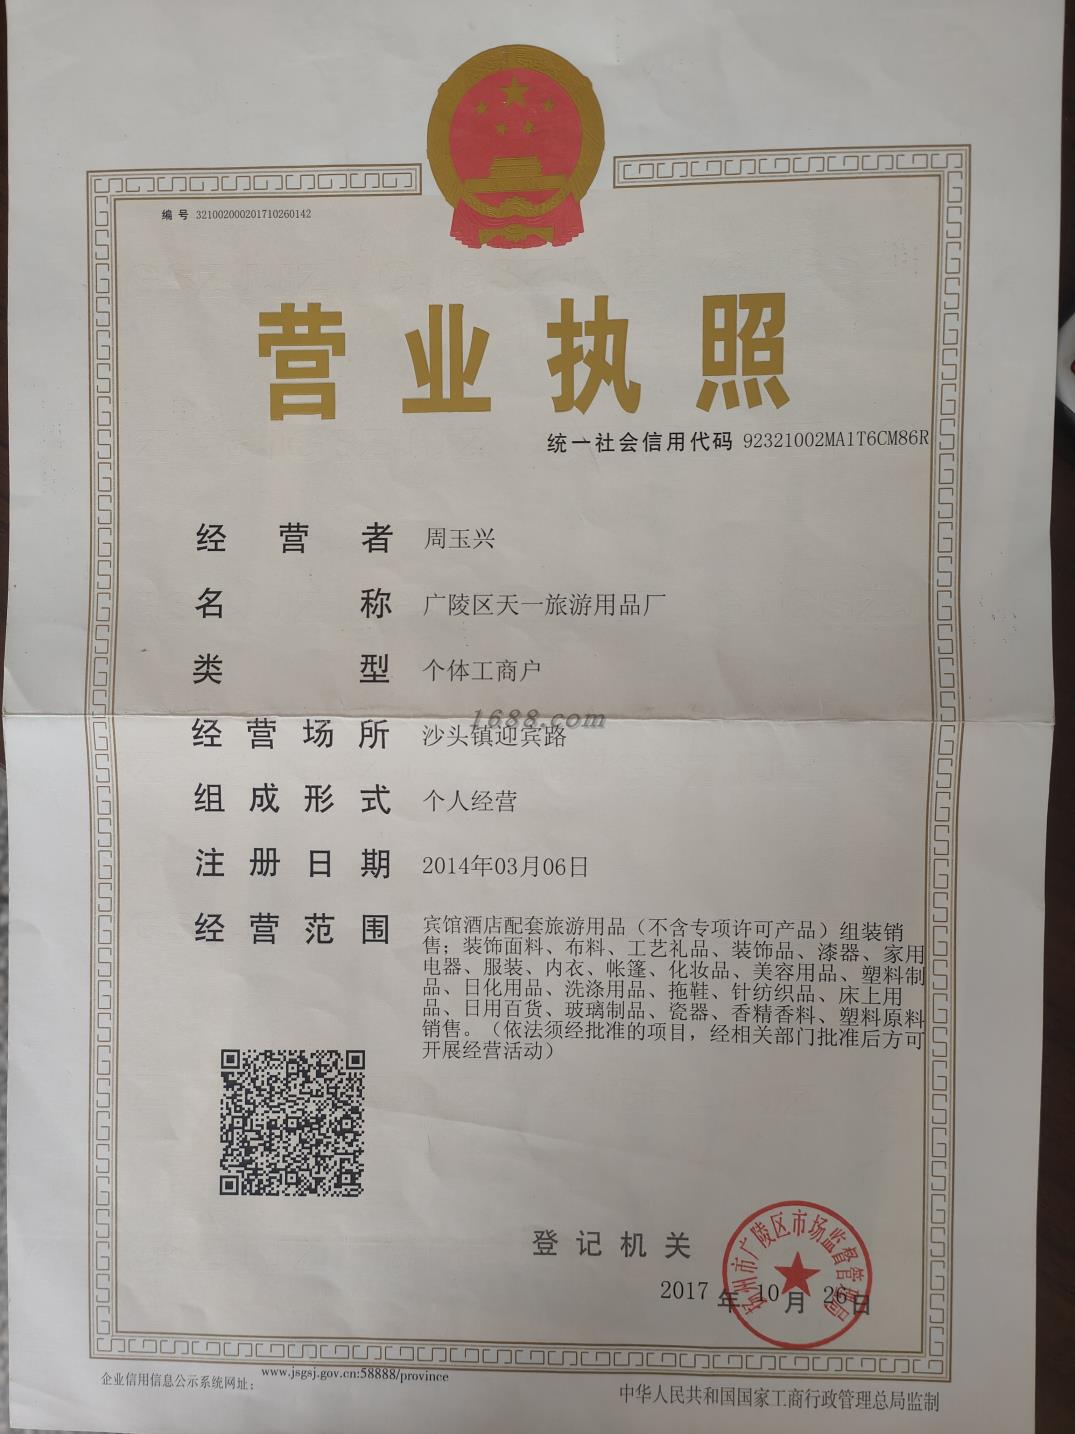 编号 321002000201710260142
营业执照
统一社会信用代码 92321002MA1T6CM86R
经营者 周玉兴
名称 广陵区天一旅游用品厂
类型 个体工商户
1688.com
经营场所 沙头镇迎宾路
组成形式 个人经营
注册日期 2014年03月06日
经营范围 宾馆酒店配套旅游用品（不含专项许可产品）组装销
售；装饰面料、布料、工艺礼品、装饰品、漆器、家用
电器、服装、内衣、帐篷、化妆品、美容用品、塑料制
品、日化用品、洗涤用品、拖鞋、针纺织品、床上用
品、日用百货、玻璃制品、瓷器、香精香料、塑料原料
销售。（依法须经批准的项目，经相关部门批准后方可
开展经营活动）
登记机关
扬州市广陵区市场监督管理局
2017年10月26日
企业信用信息公示系统网址： www.jsgsj.gov.cn:58888/province
中华人民共和国国家工商行政管理总局监制